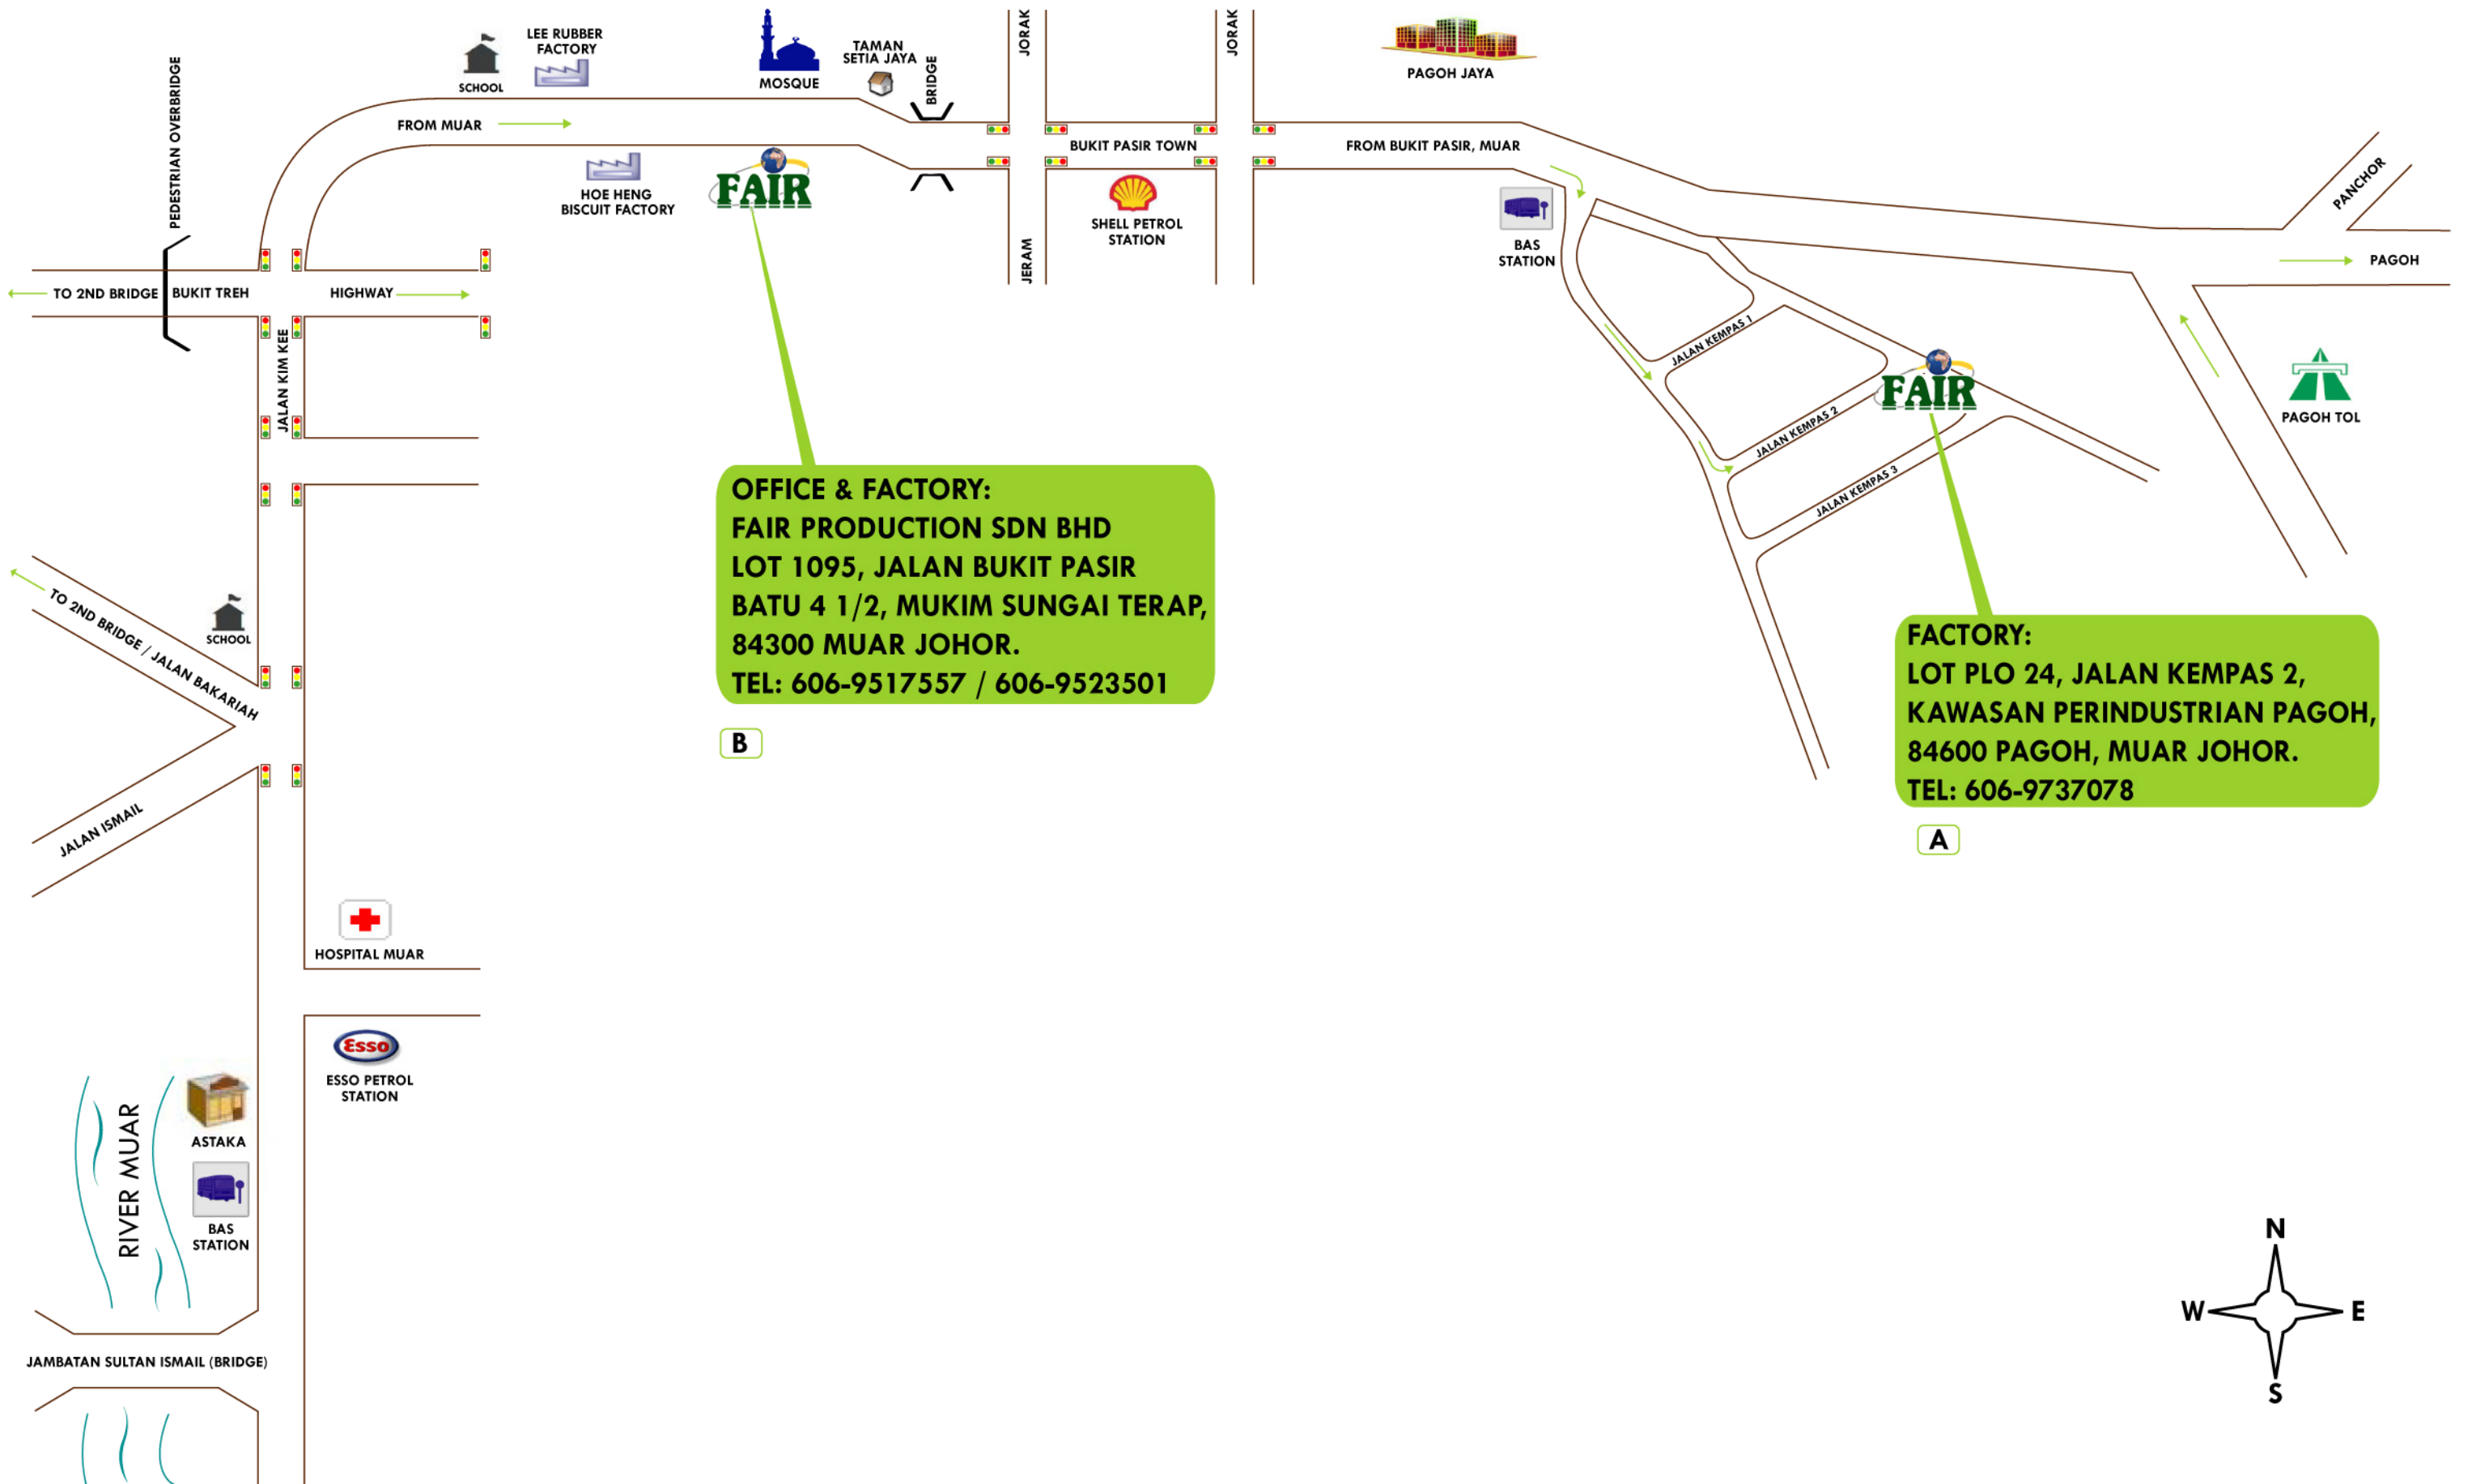 PEDESTRIAN OVERBRIDGE
SCHOOL
LEE RUBBER
FACTORY
MOSQUE
TAMAN
SETIA JAYA
BRIDGE
JORAK
JORAK
PAGOH JAYA
FROM MUAR
BUKIT PASIR TOWN
FROM BUKIT PASIR, MUAR
PANCHOR
HOE HENG
BISCUIT FACTORY
FAIR
SHELL PETROL
STATION
JERAM
BAS
STATION
PAGOH
TO 2ND BRIDGE
BUKIT TREH
HIGHWAY
JALAN KIM KEE
JALAN KEMPAS 1
JALAN KEMPAS 2
JALAN KEMPAS 3
FAIR
PAGOH TOL
OFFICE & FACTORY:
FAIR PRODUCTION SDN BHD
LOT 1095, JALAN BUKIT PASIR
BATU 4 1/2, MUKIM SUNGAI TERAP,
84300 MUAR JOHOR.
TEL: 606-9517557 / 606-9523501
B
FACTORY:
LOT PLO 24, JALAN KEMPAS 2,
KAWASAN PERINDUSTRIAN PAGOH,
84600 PAGOH, MUAR JOHOR.
TEL: 606-9737078
A
TO 2ND BRIDGE / JALAN BAKARIAH
SCHOOL
JALAN ISMAIL
HOSPITAL MUAR
Esso
ESSO PETROL
STATION
RIVER MUAR
ASTAKA
BAS
STATION
JAMBATAN SULTAN ISMAIL (BRIDGE)
N
W
E
S